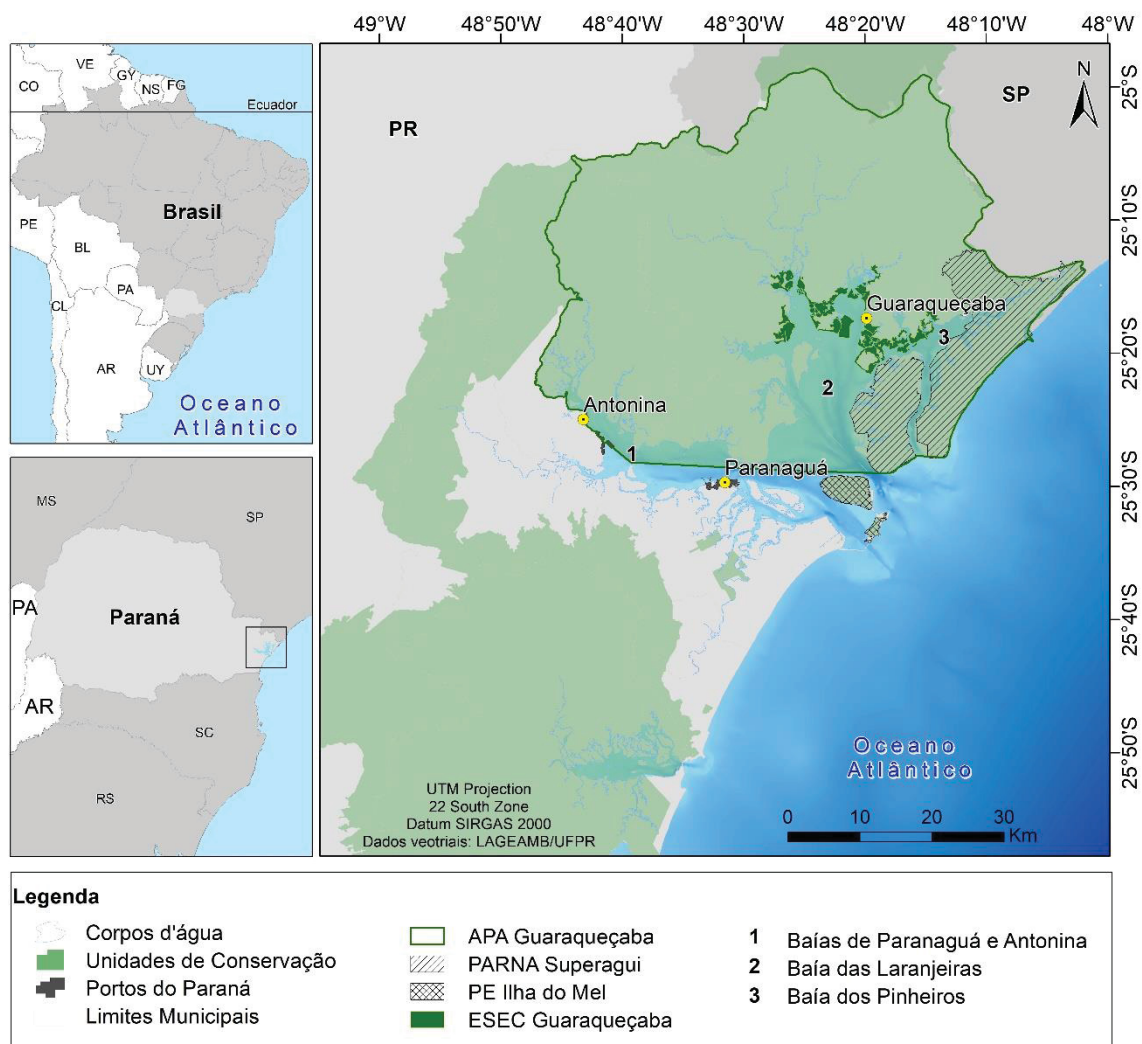 49°W 48°40'W 48°30'W 48°20'W 48°10'W 48°W
CO
VE
GY
NS
FG
Ecuador
Brasil
PE
BL
PA
CL
AR
UY
Oceano
Atlântico
MS
SP
PA
Paraná
AR
SC
RS
PR
SP
N
25°S
25°10'S
25°20'S
25°30'S
25°40'S
25°50'S
Guaraqueçaba
3
2
Antonina
1
Paranaguá
Oceano
Atlântico
UTM Projection
22 South Zone
Datum SIRGAS 2000
Dados veotriais: LAGEAMB/UFPR
0 10 20 30
Km
Legenda
Corpos d'água
Unidades de Conservação
Portos do Paraná
Limites Municipais
APA Guaraqueçaba
PARNA Superagui
PE Ilha do Mel
ESEC Guaraqueçaba
1 Baías de Paranaguá e Antonina
2 Baía das Laranjeiras
3 Baía dos Pinheiros